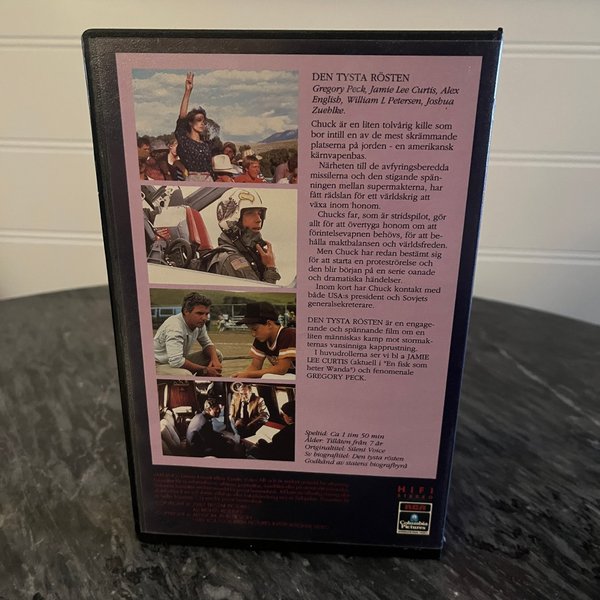 DEN TYSTA RÖSTEN
Gregory Peck, Jamie Lee Curtis, Alex
English, William L Petersen, Joshua
Zuehlke.
Chuck är en liten tolvårig kille som
bor intill en av de mest skrämmande
platserna på jorden - en amerikansk
kärnvapenbas.
Närheten till de avfyringsberedda
missilerna och den stigande spän-
ningen mellan supermakterna, har
fått rädslan för ett världskrig att
växa inom honom.
Chucks far, som är stridspilot, gör
allt för att övertyga honom om att
förintelsevapnen behövs, för att be-
hålla maktbalansen och världsfreden.
Men Chuck har redan bestämt sig
för att starta en proteströrelse och
den blir början på en serie oanade
och dramatiska händelser.
Inom kort har Chuck kontakt med
både USA:s president och Sovjets
generalsekreterare.
DEN TYSTA RÖSTEN är en engage-
rande och spännande film om en
liten människas kamp mot stormak-
ternas vansinniga kapprustning.
I huvudrollerna ser vi bl a JAMIE
LEE CURTIS (aktuell i "En fisk som
heter Wanda") och fenomenale
GREGORY PECK.
Speltid: Ca 1 tim 50 min
Ålder: Tillåten från 7 år
Originaltitel: Silent Voice
Sv biograftitel: Den tysta rösten
Godkänd av statens biografbyrå
HIFI
STEREO
RCA
Columbia
Pictures